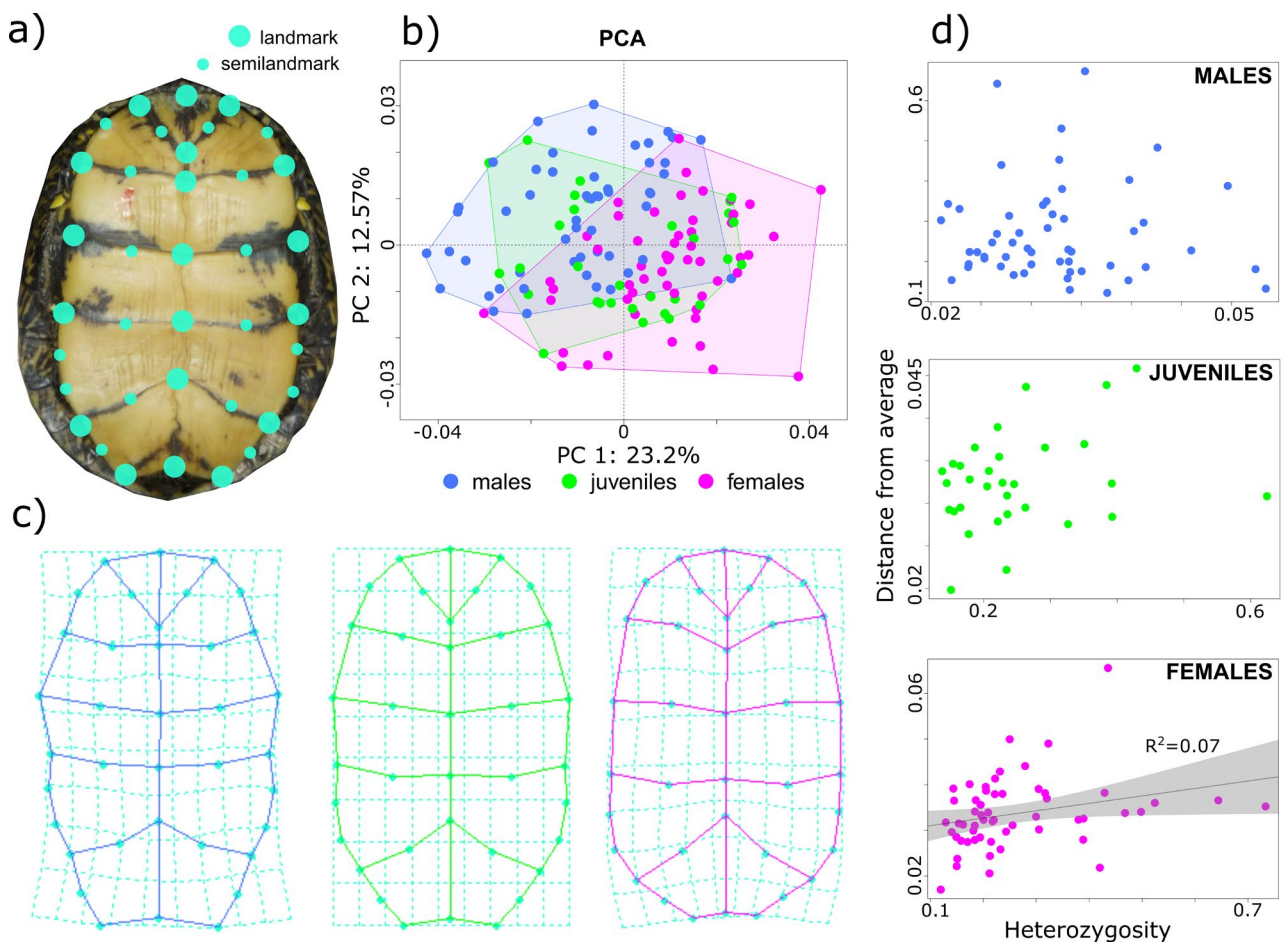 a)
landmark
semilandmark
b)
PCA
0.03
0
-0.03
PC 2: 12.57%
-0.04
0
0.04
PC 1: 23.2%
males
juveniles
females
c)
d)
MALES
0.6
0.1
0.02
0.05
JUVENILES
0.045
0.02
0.2
0.6
Distance from average
FEMALES
R²=0.07
0.06
0.02
0.1
0.7
Heterozygosity